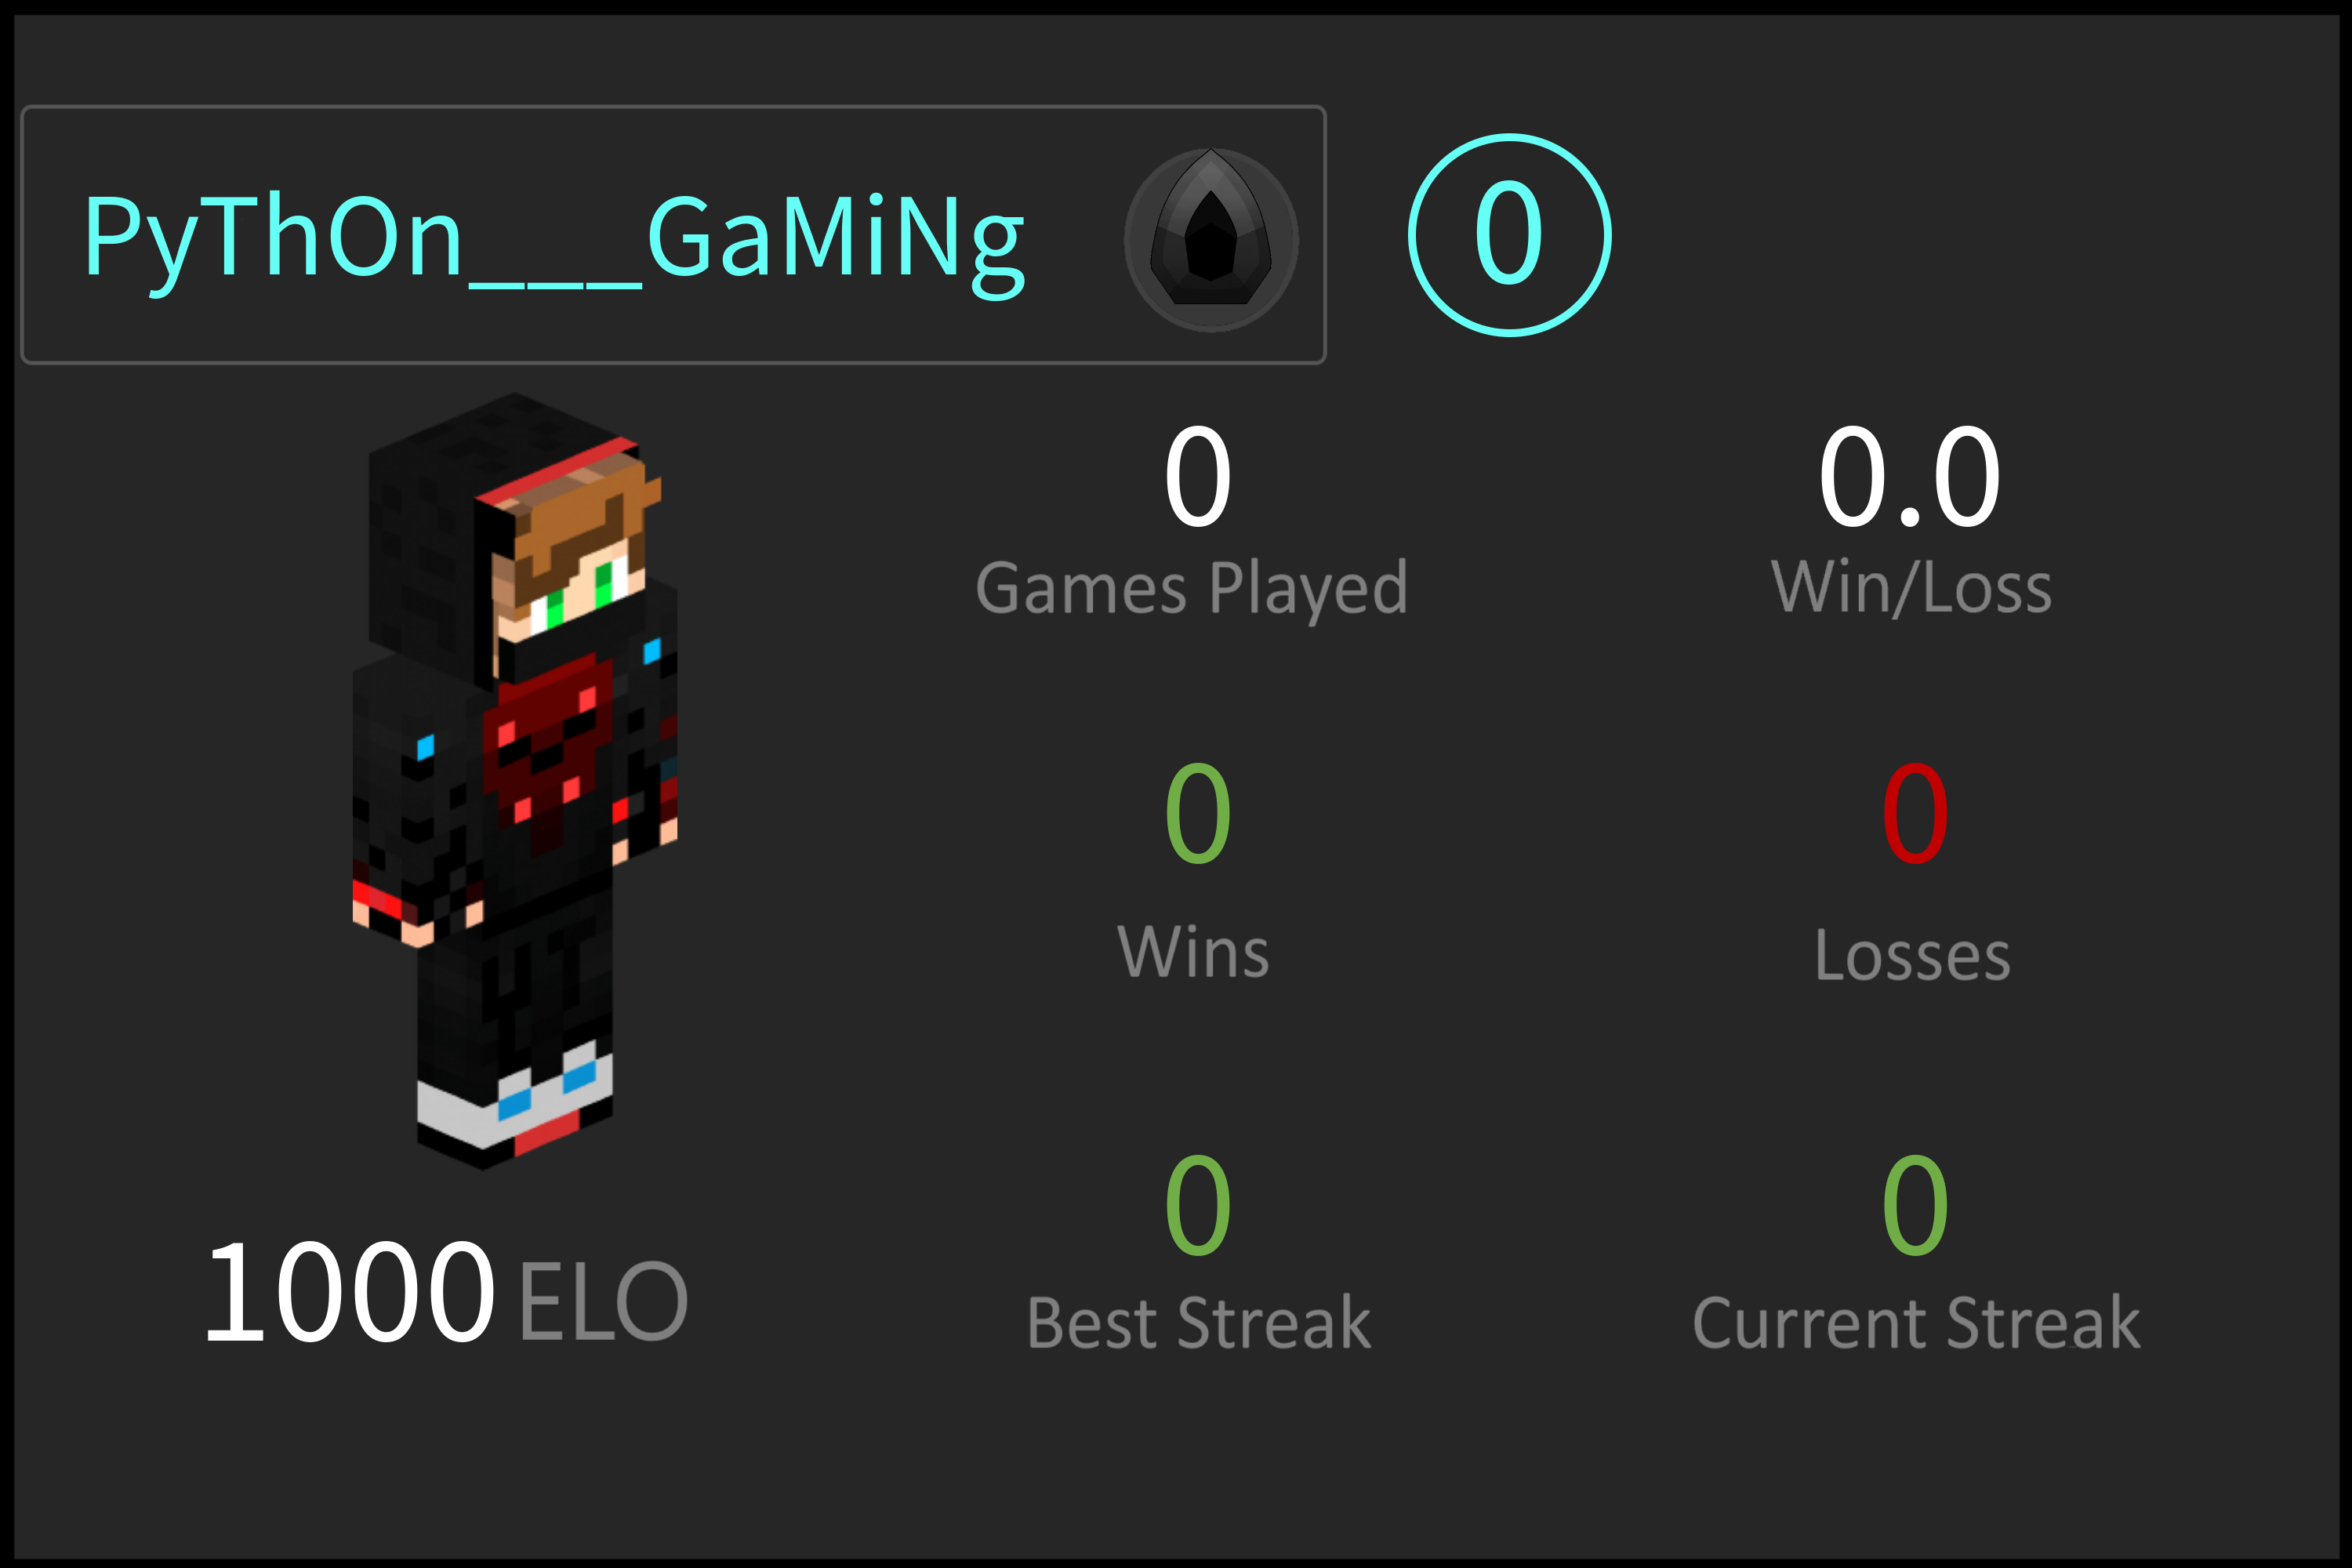 PyThOn___GaMiNg 0
0 0.0
Games Played Win/Loss
0 0
Wins Losses
0 0
1000 ELO Best Streak Current Streak